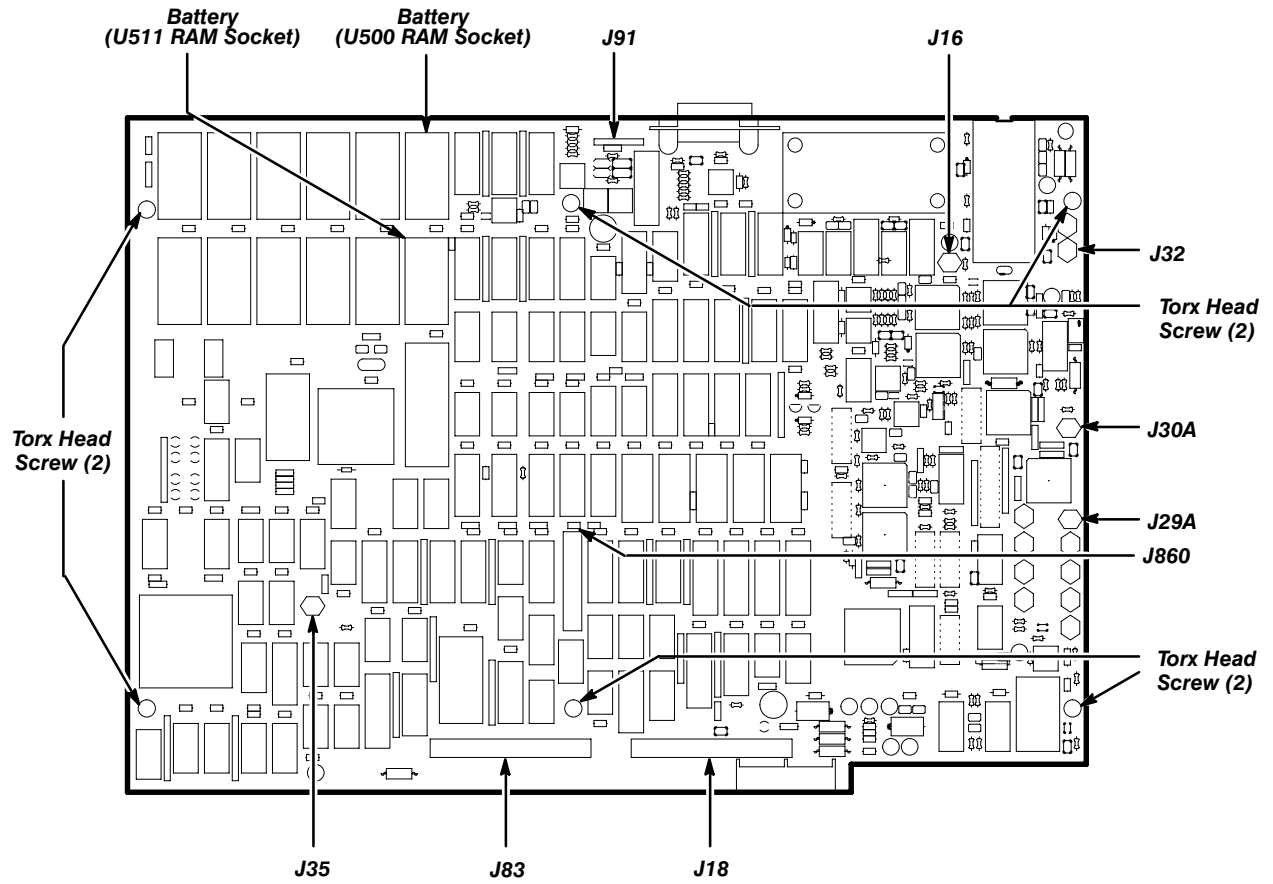 Battery
(U511 RAM Socket)
Battery
(U500 RAM Socket)
J91
J16
J32
Torx Head
Screw (2)
Torx Head
Screw (2)
J30A
J29A
J860
Torx Head
Screw (2)
J35
J83
J18